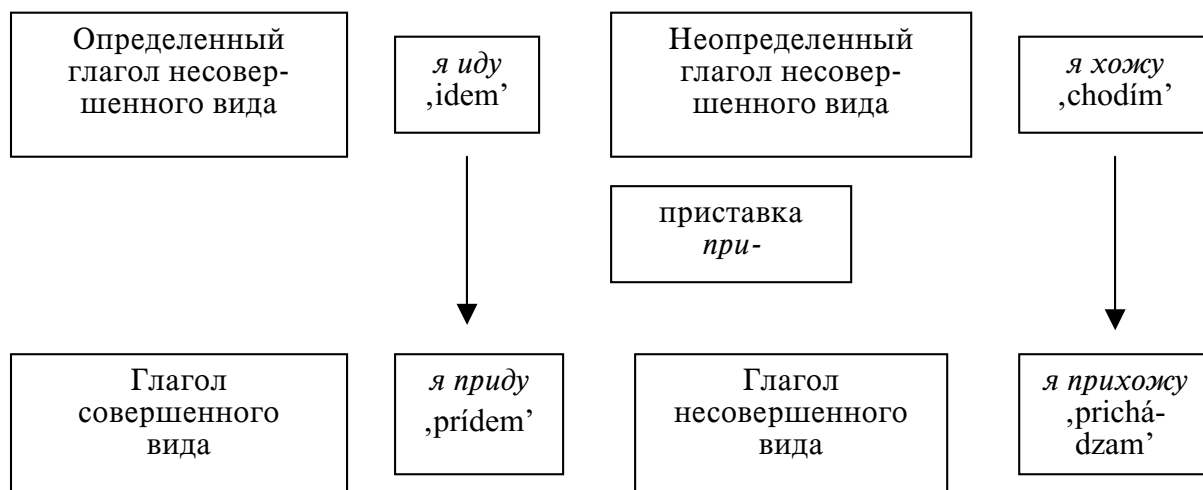 Определенный
глагол несовер-
шенного вида
я иду
‚idem’
Неопределенный
глагол несовер-
шенного вида
я хожу
‚chodím’
приставка
при-
Глагол
совершенного
вида
я приду
‚prídem’
Глагол
несовершенного
вида
я прихожу
‚prichá-
dzam’